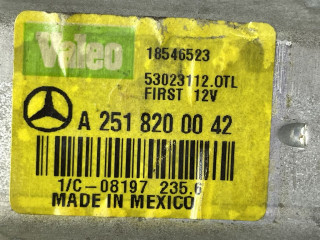 Valeo
18546523
53023112.OTL
FIRST 12V
A 251 820 00 42
1/C-08197 235.6
MADE IN MEXICO